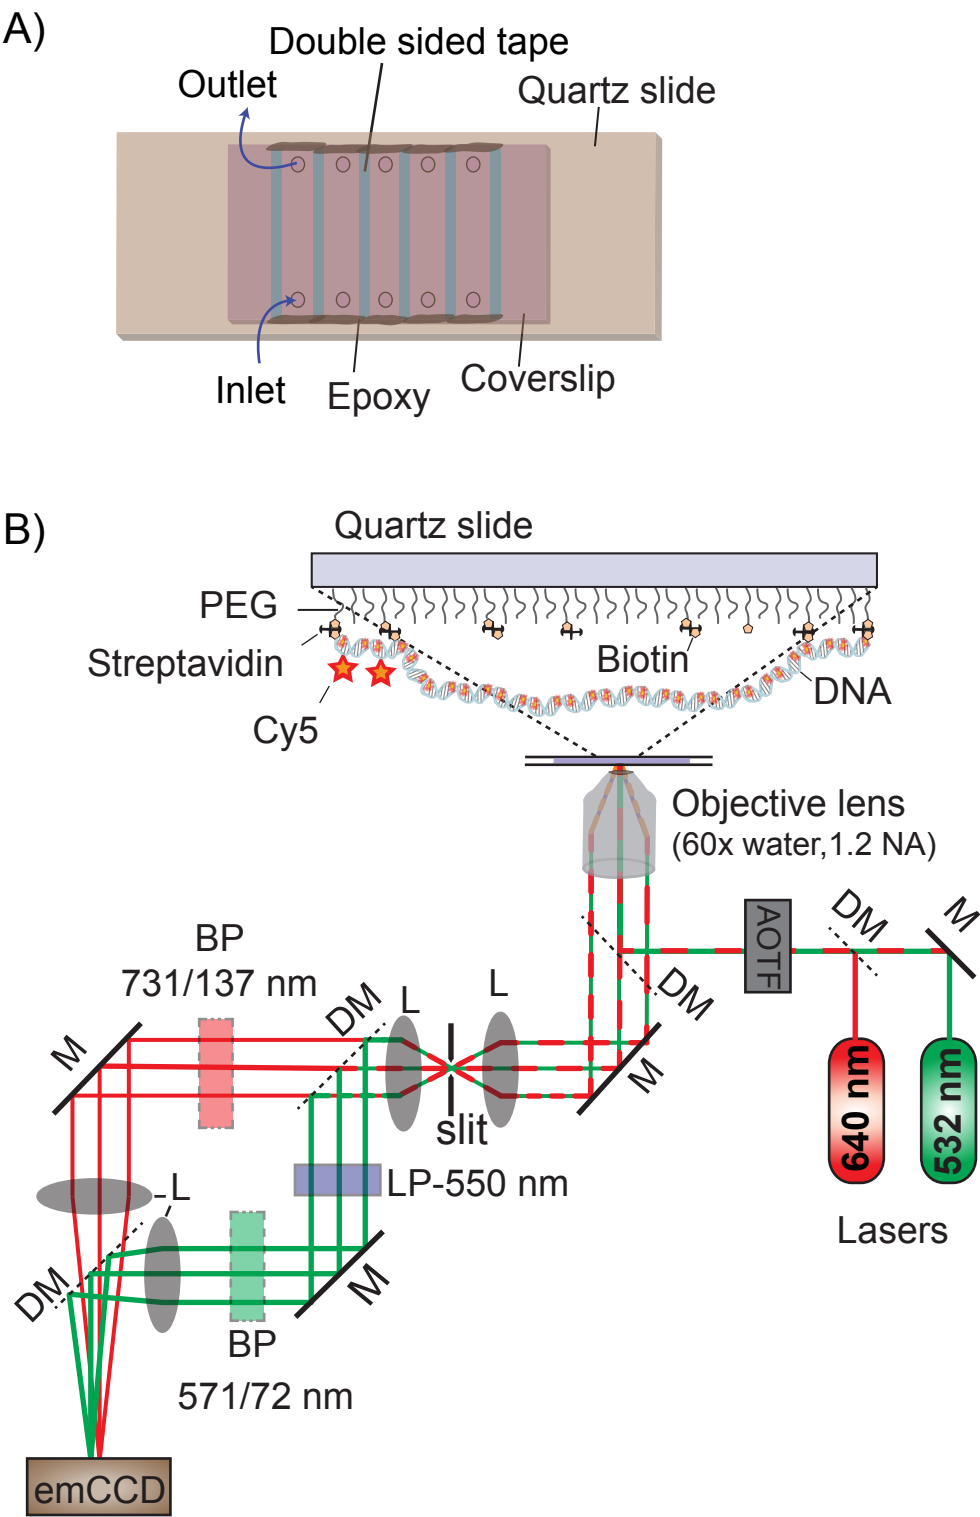 A)
Double sided tape
Outlet
Quartz slide
Inlet
Epoxy
Coverslip
B)
Quartz slide
PEG
Streptavidin
Biotin
DNA
Cy5
Objective lens
(60x water,1.2 NA)
AOTF
DM
M
BP
731/137 nm
DM
L
L
DM
M
M
slit
640 nm
532 nm
LP-550 nm
L
Lasers
DM
M
BP
571/72 nm
emCCD